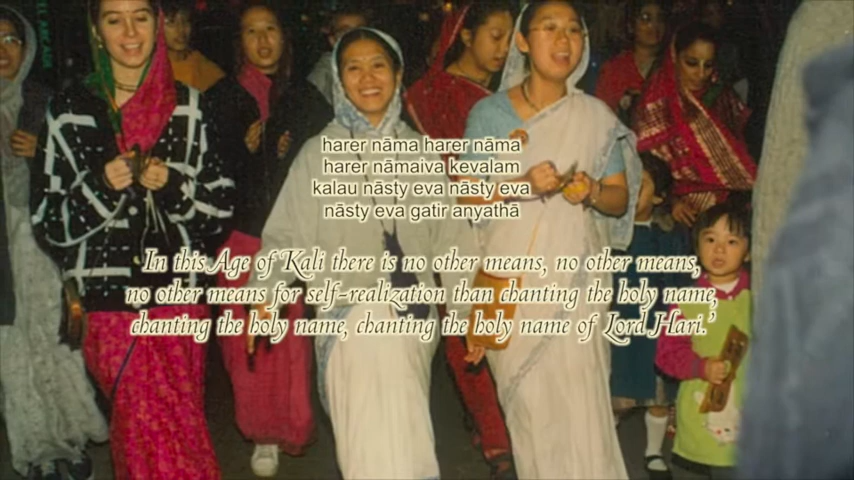 harer nāma harer nāma
harer nāmaiva kevalam
kalau nāsty eva nāsty eva
nāsty eva gatir anyathā
In this Age of Kali there is no other means, no other means,
no other means for self-realization than chanting the holy name,
chanting the holy name, chanting the holy name of Lord Hari.’